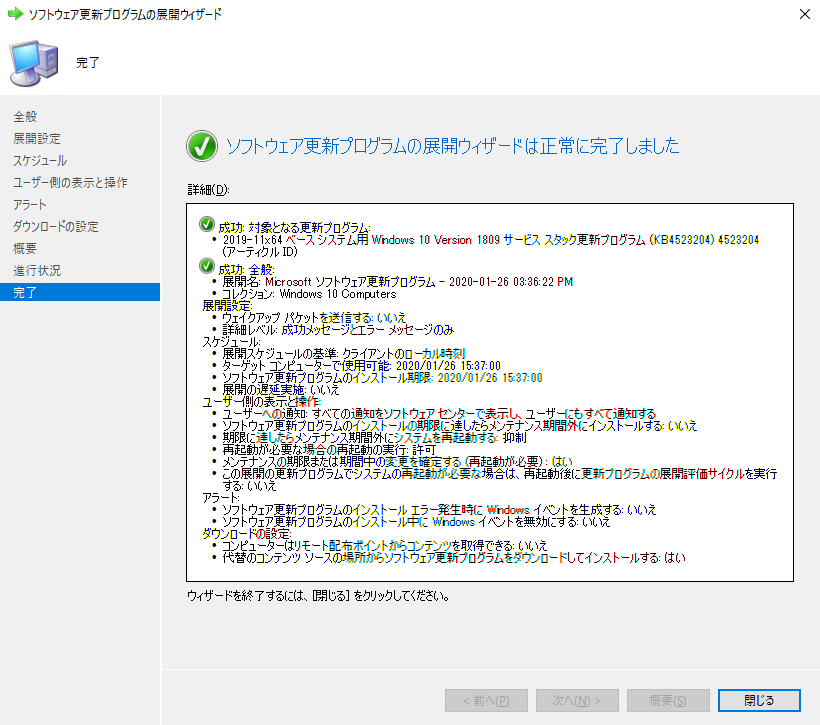 ソフトウェア更新プログラムの展開ウィザード
完了
全般
展開設定
スケジュール
ユーザー側の表示と操作
アラート
ダウンロードの設定
概要
進行状況
完了
ソフトウェア更新プログラムの展開ウィザードは正常に完了しました
詳細(D):
成功: 対象となる更新プログラム:
• 2019-11x64 ベース システム用 Windows 10 Version 1809 サービス スタック更新プログラム (KB4523204) 4523204
(アーティクル ID)
成功: 全般:
• 展開名: Microsoft ソフトウェア更新プログラム - 2020-01-26 03:36:22 PM
• コレクション: Windows 10 Computers
展開設定:
• ウェイクアップ パケットを送信する: いいえ
• 詳細レベル: 成功メッセージとエラー メッセージのみ
スケジュール:
• 展開スケジュールの基準: クライアントのローカル時刻
• ターゲット コンピューターで使用可能: 2020/01/26 15:37:00
• ソフトウェア更新プログラムのインストール期限: 2020/01/26 15:37:00
• 展開の遅延実施: いいえ
ユーザー側の表示と操作:
• ユーザーへの通知: すべての通知をソフトウェア センターで表示し、ユーザーにもすべて通知する
• ソフトウェア更新プログラムのインストールの期限に達したらメンテナンス期間外にインストールする: いいえ
• 期限に達したらメンテナンス期間外にシステムを再起動する: 抑制
• 再起動が必要な場合の再起動の実行: 許可
• メンテナンスの期限または期間中の変更を確定する (再起動が必要) : はい
• この展開の更新プログラムでシステムの再起動が必要な場合は、再起動後に更新プログラムの展開評価サイクルを実行
する: いいえ
アラート:
• ソフトウェア更新プログラムのインストール エラー発生時に Windows イベントを生成する: いいえ
• ソフトウェア更新プログラムのインストール中に Windows イベントを無効にする: いいえ
ダウンロードの設定:
• コンピューターはリモート配布ポイントからコンテンツを取得できる: いいえ
• 代替のコンテンツ ソースの場所からソフトウェア更新プログラムをダウンロードしてインストールする: はい
ウィザードを終了するには、[閉じる] をクリックしてください。
< 前へ(P)
次へ(N) >
概要(S)
閉じる